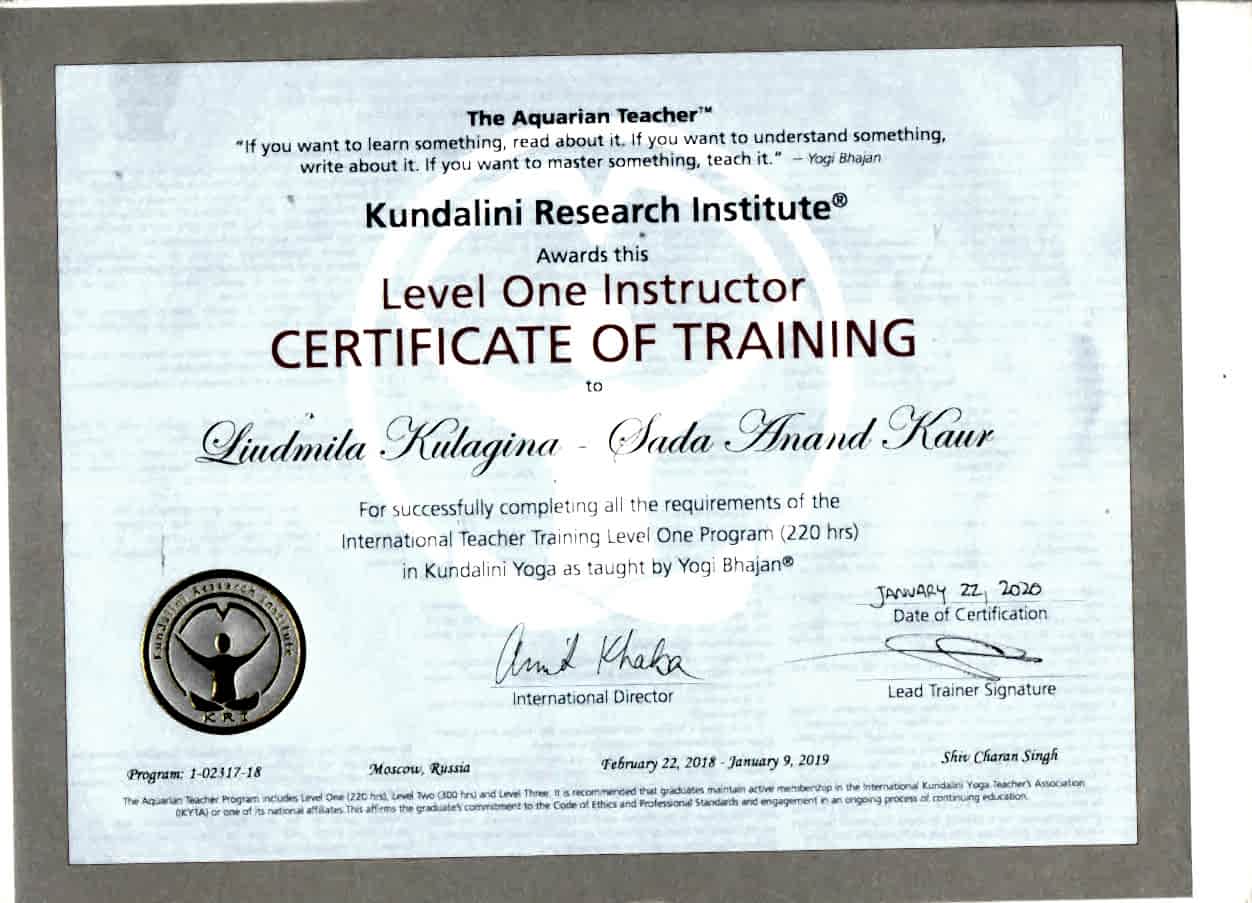 The Aquarian Teacher™
"If you want to learn something, read about it. If you want to understand something,
write about it. If you want to master something, teach it." – Yogi Bhajan
Kundalini Research Institute®
Awards this
Level One Instructor
CERTIFICATE OF TRAINING
to
Liudmila Kulagina - Sada Anand Kaur
For successfully completing all the requirements of the
International Teacher Training Level One Program (220 hrs)
in Kundalini Yoga as taught by Yogi Bhajan®
JANUARY 22, 2020
Date of Certification
Kundalini Research Institute
KRI
International Director
Lead Trainer Signature
Program: 1-02317-18
Moscow, Russia
February 22, 2018 - January 9, 2019
Shiv Charan Singh
The Aquarian Teacher Program includes Level One (220 hrs), Level Two (300 hrs) and Level Three. It is recommended that graduates maintain active membership in the International Kundalini Yoga Teacher's Association
(IKYTA) or one of its national affiliates. This affirms the graduate's commitment to the Code of Ethics and Professional Standards and engagement in an ongoing process of continuing education.